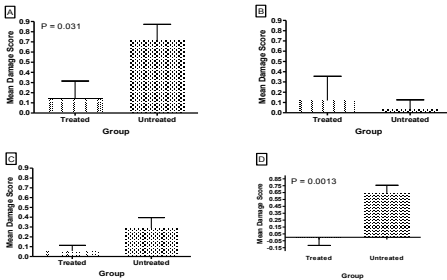 A
P = 0.031
Mean Damage Score
0.9
0.8
0.7
0.6
0.5
0.4
0.3
0.2
0.1
0.0
Treated
Untreated
Group
B
Mean Damage Score
0.9
0.8
0.7
0.6
0.5
0.4
0.3
0.2
0.1
0.0
Treated
Untreated
Group
C
Mean Damage Score
0.9
0.8
0.7
0.6
0.5
0.4
0.3
0.2
0.1
0.0
Treated
Untreated
Group
D
P = 0.0013
Mean Damage Score
0.85
0.75
0.65
0.55
0.45
0.35
0.25
0.15
0.05
-0.05
-0.15
Treated
Untreated
Group